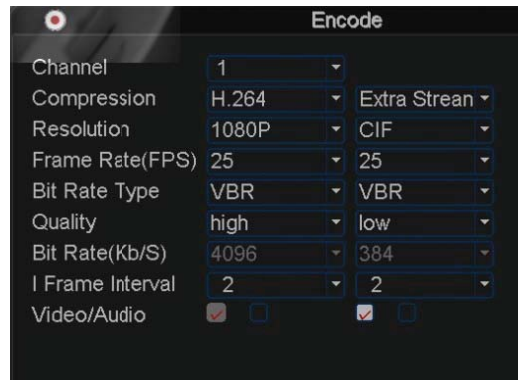 Encode
Channel 1
Compression H.264 Extra Strean
Resolution 1080P CIF
Frame Rate(FPS) 25 25
Bit Rate Type VBR VBR
Quality high low
Bit Rate(Kb/S) 4096 384
I Frame Interval 2 2
Video/Audio